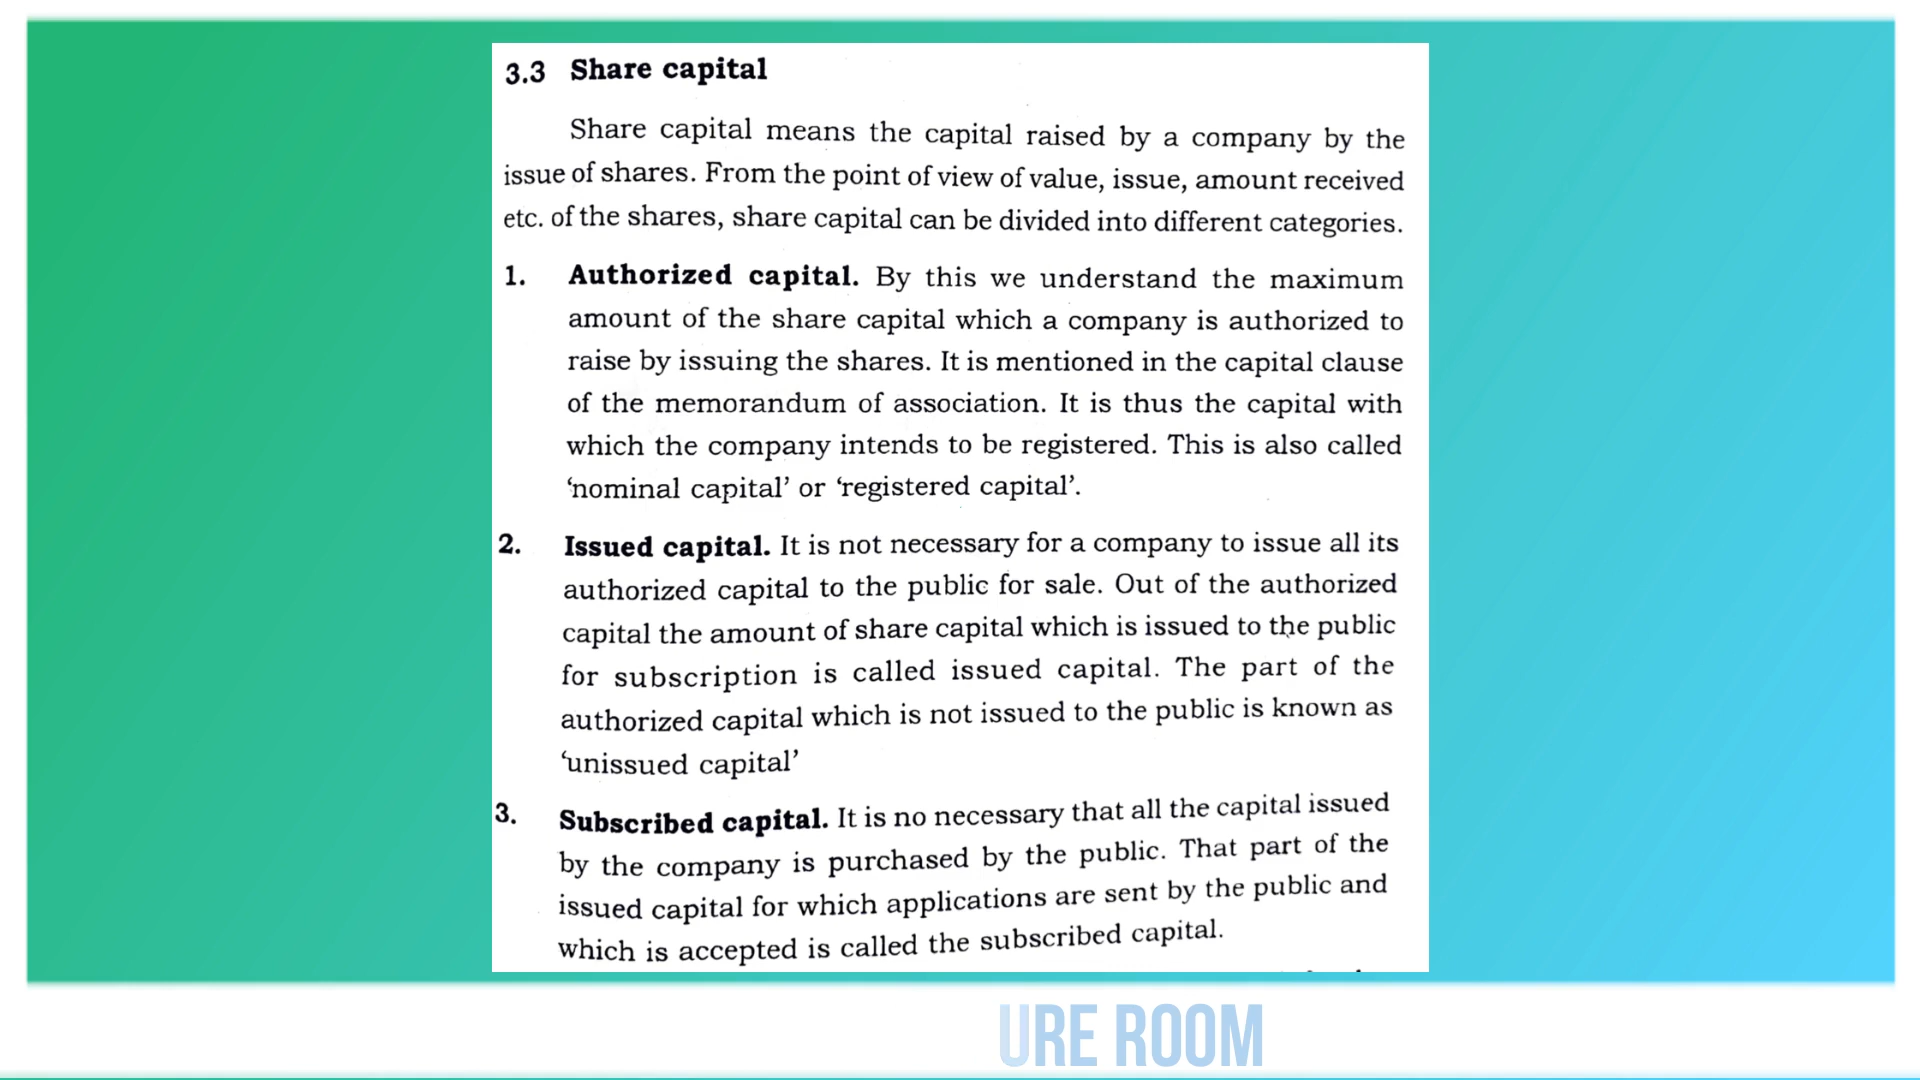 3.3 Share capital
Share capital means the capital raised by a company by the
issue of shares. From the point of view of value, issue, amount received
etc. of the shares, share capital can be divided into different categories.
1. Authorized capital. By this we understand the maximum
amount of the share capital which a company is authorized to
raise by issuing the shares. It is mentioned in the capital clause
of the memorandum of association. It is thus the capital with
which the company intends to be registered. This is also called
‘nominal capital’ or ‘registered capital’.
2. Issued capital. It is not necessary for a company to issue all its
authorized capital to the public for sale. Out of the authorized
capital the amount of share capital which is issued to the public
for subscription is called issued capital. The part of the
authorized capital which is not issued to the public is known as
‘unissued capital’
3. Subscribed capital. It is no necessary that all the capital issued
by the company is purchased by the public. That part of the
issued capital for which applications are sent by the public and
which is accepted is called the subscribed capital.
URE ROOM